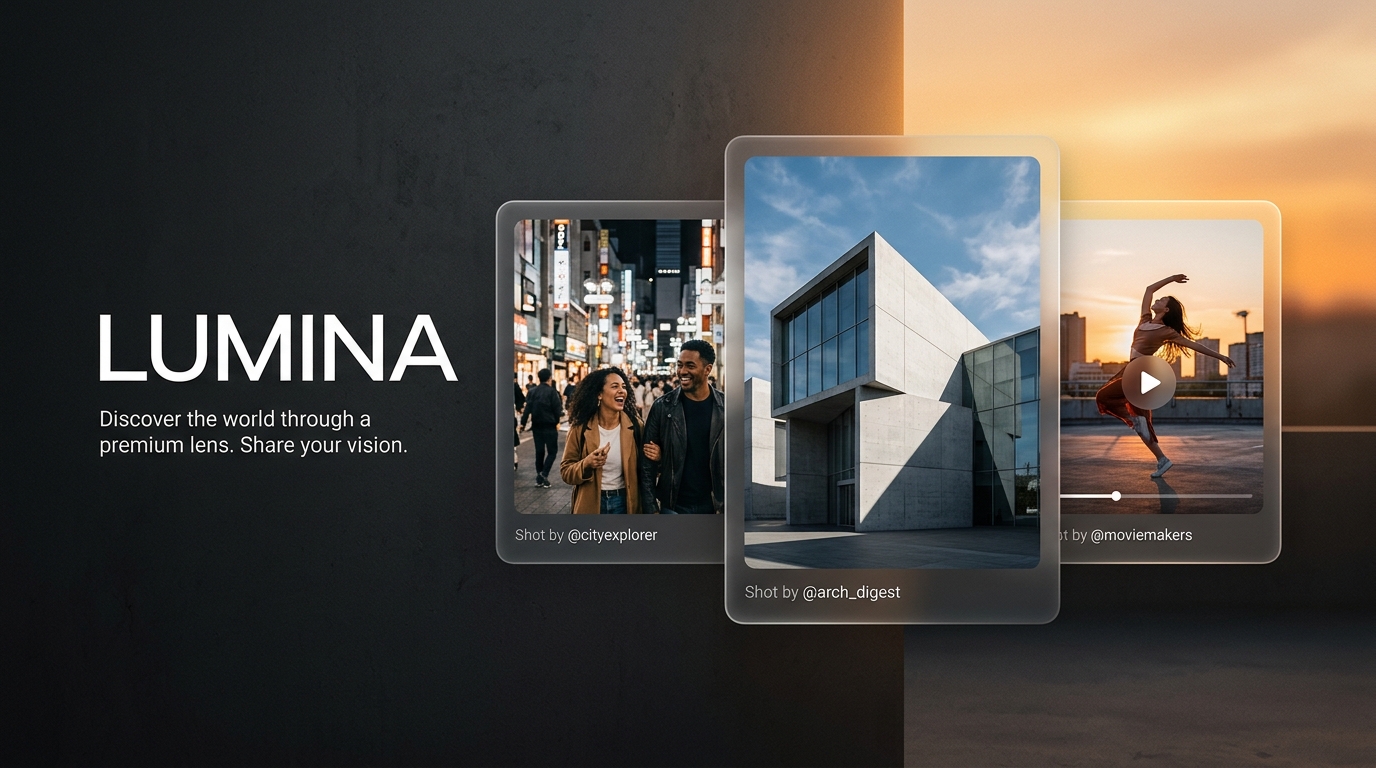 LUMINA
Discover the world through a
premium lens. Share your vision.
Shot by @cityexplorer
Shot by @arch_digest
by @moviemakers